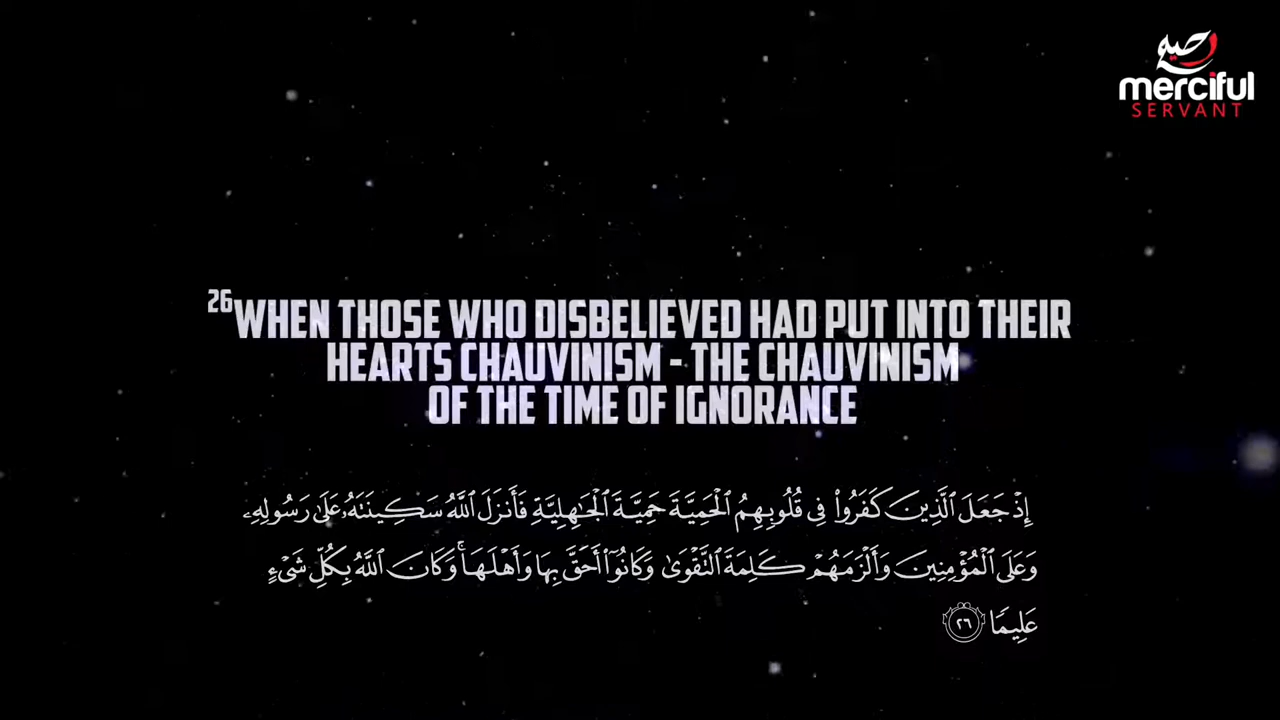 رحيم
merciful
SERVANT
26WHEN THOSE WHO DISBELIEVED HAD PUT INTO THEIR
HEARTS CHAUVINISM - THE CHAUVINISM
OF THE TIME OF IGNORANCE
إِذْ جَعَلَ ٱلَّذِينَ كَفَرُوا۟ فِى قُلُوبِهِمُ ٱلْحَمِيَّةَ حَمِيَّةَ ٱلْجَٰهِلِيَّةِ فَأَنزَلَ ٱللَّهُ سَكِينَتَهُۥ عَلَىٰ رَسُولِهِۦ
وَعَلَى ٱلْمُؤْمِنِينَ وَأَلْزَمَهُمْ كَلِمَةَ ٱلتَّقْوَىٰ وَكَانُوٓا۟ أَحَقَّ بِهَا وَأَهْلَهَا ۚ وَكَانَ ٱللَّهُ بِكُلِّ شَىْءٍ
عَلِيمًا ٢٦